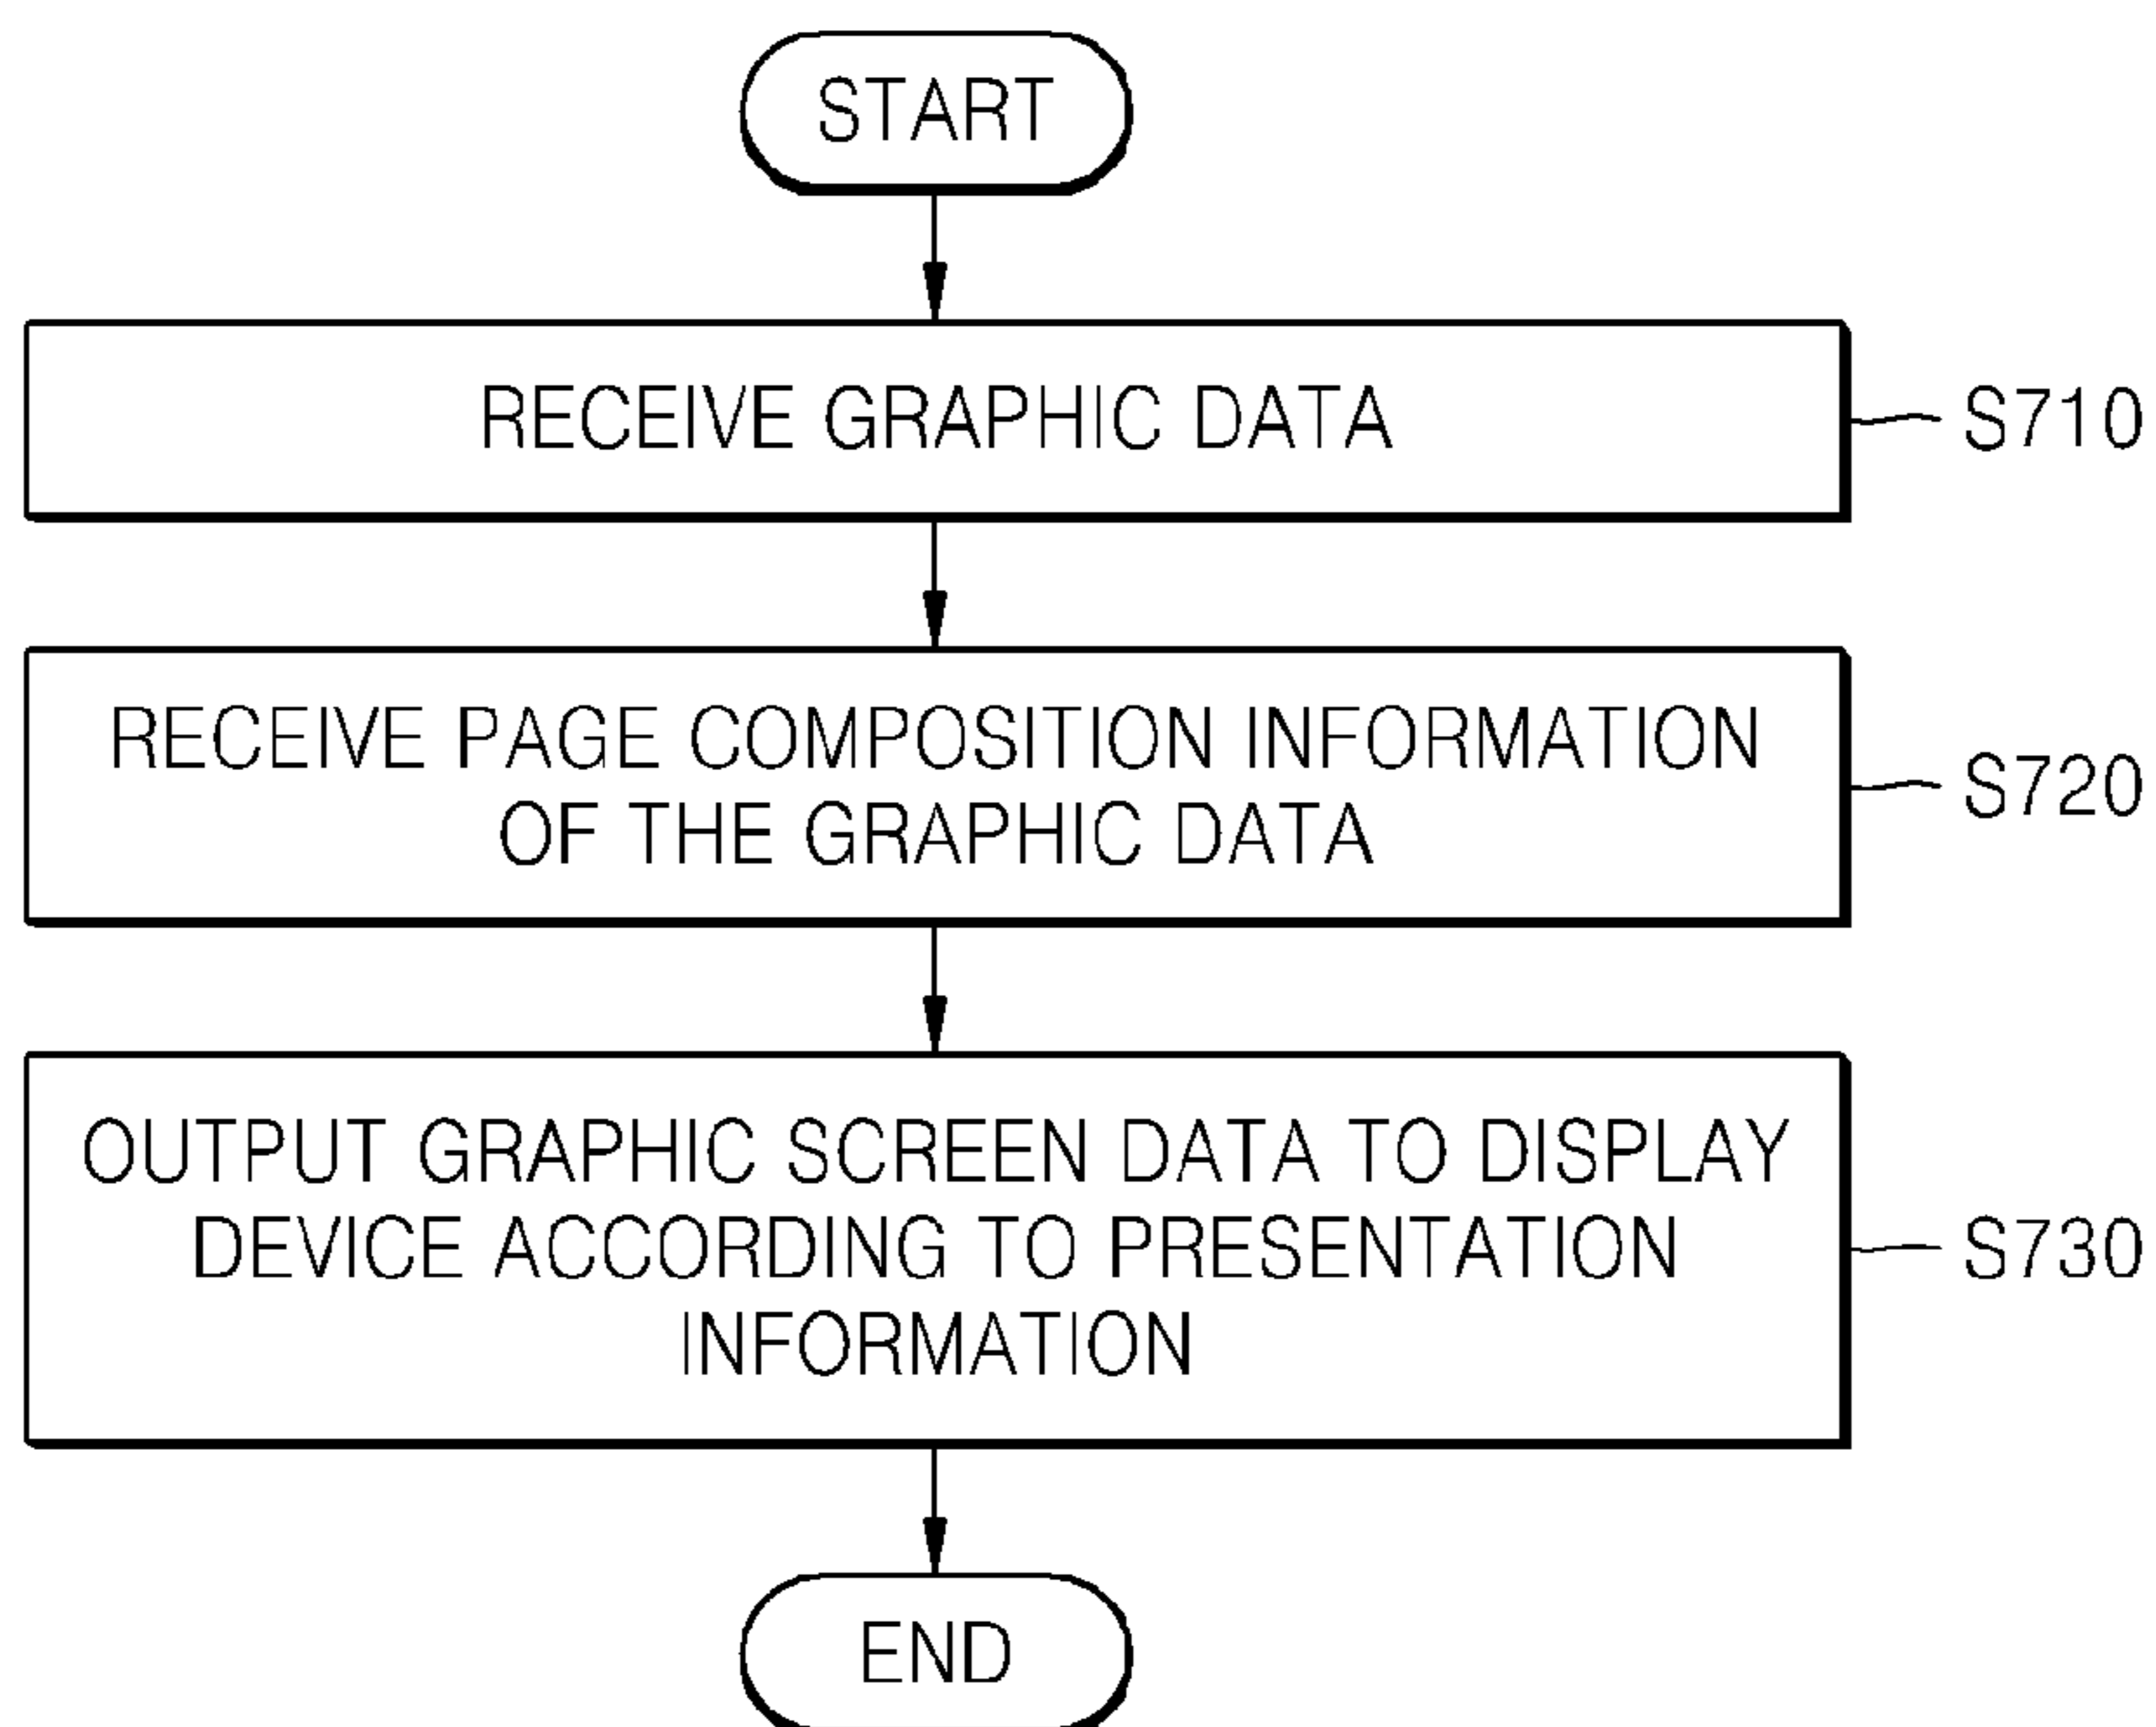 START
RECEIVE GRAPHIC DATA
S710
RECEIVE PAGE COMPOSITION INFORMATION
OF THE GRAPHIC DATA
S720
OUTPUT GRAPHIC SCREEN DATA TO DISPLAY
DEVICE ACCORDING TO PRESENTATION
INFORMATION
S730
END